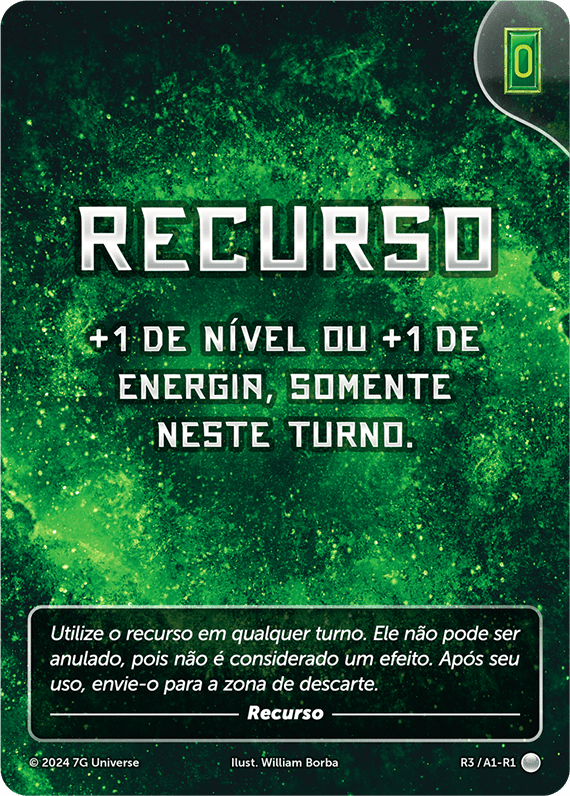 0
RECURSO
+1 DE NÍVEL OU +1 DE
ENERGIA, SOMENTE
NESTE TURNO.
Utilize o recurso em qualquer turno. Ele não pode ser
anulado, pois não é considerado um efeito. Após seu
uso, envie-o para a zona de descarte.
Recurso
© 2024 7G Universe Ilust. William Borba R3 / A1-R1